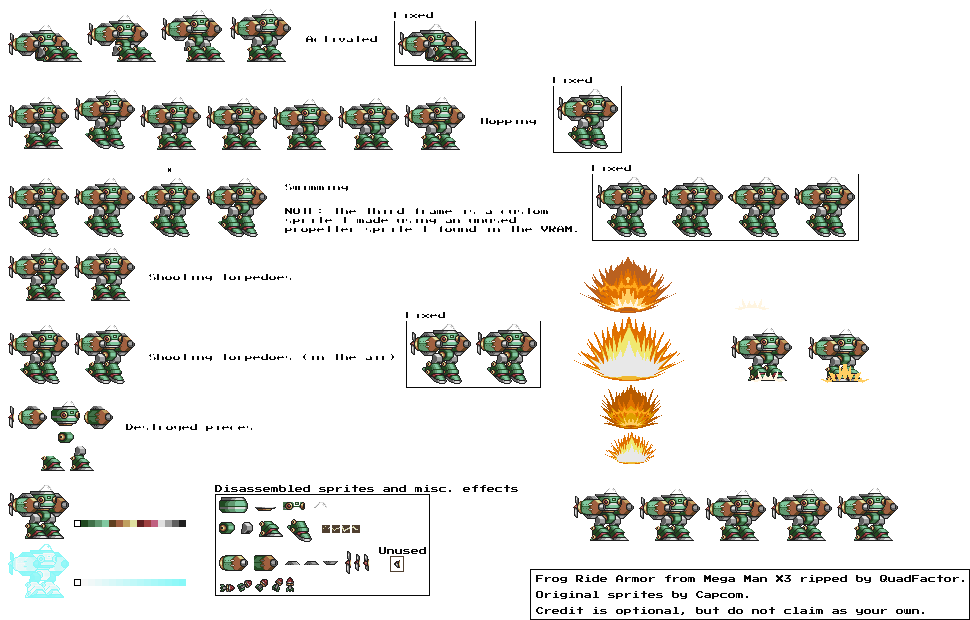 Fixed
Activated
Fixed
Hopping
Fixed
Swimming
NOTE: The third frame is a custom
sprite I made using an unused
propeller sprite I found in the VRAM.
Shooting Torpedoes
Fixed
Shooting Torpedoes (in the air)
Destroyed pieces
Disassembled sprites and misc. effects
Unused
Frog Ride Armor from Mega Man X3 ripped by QuadFactor.
Original sprites by Capcom.
Credit is optional, but do not claim as your own.